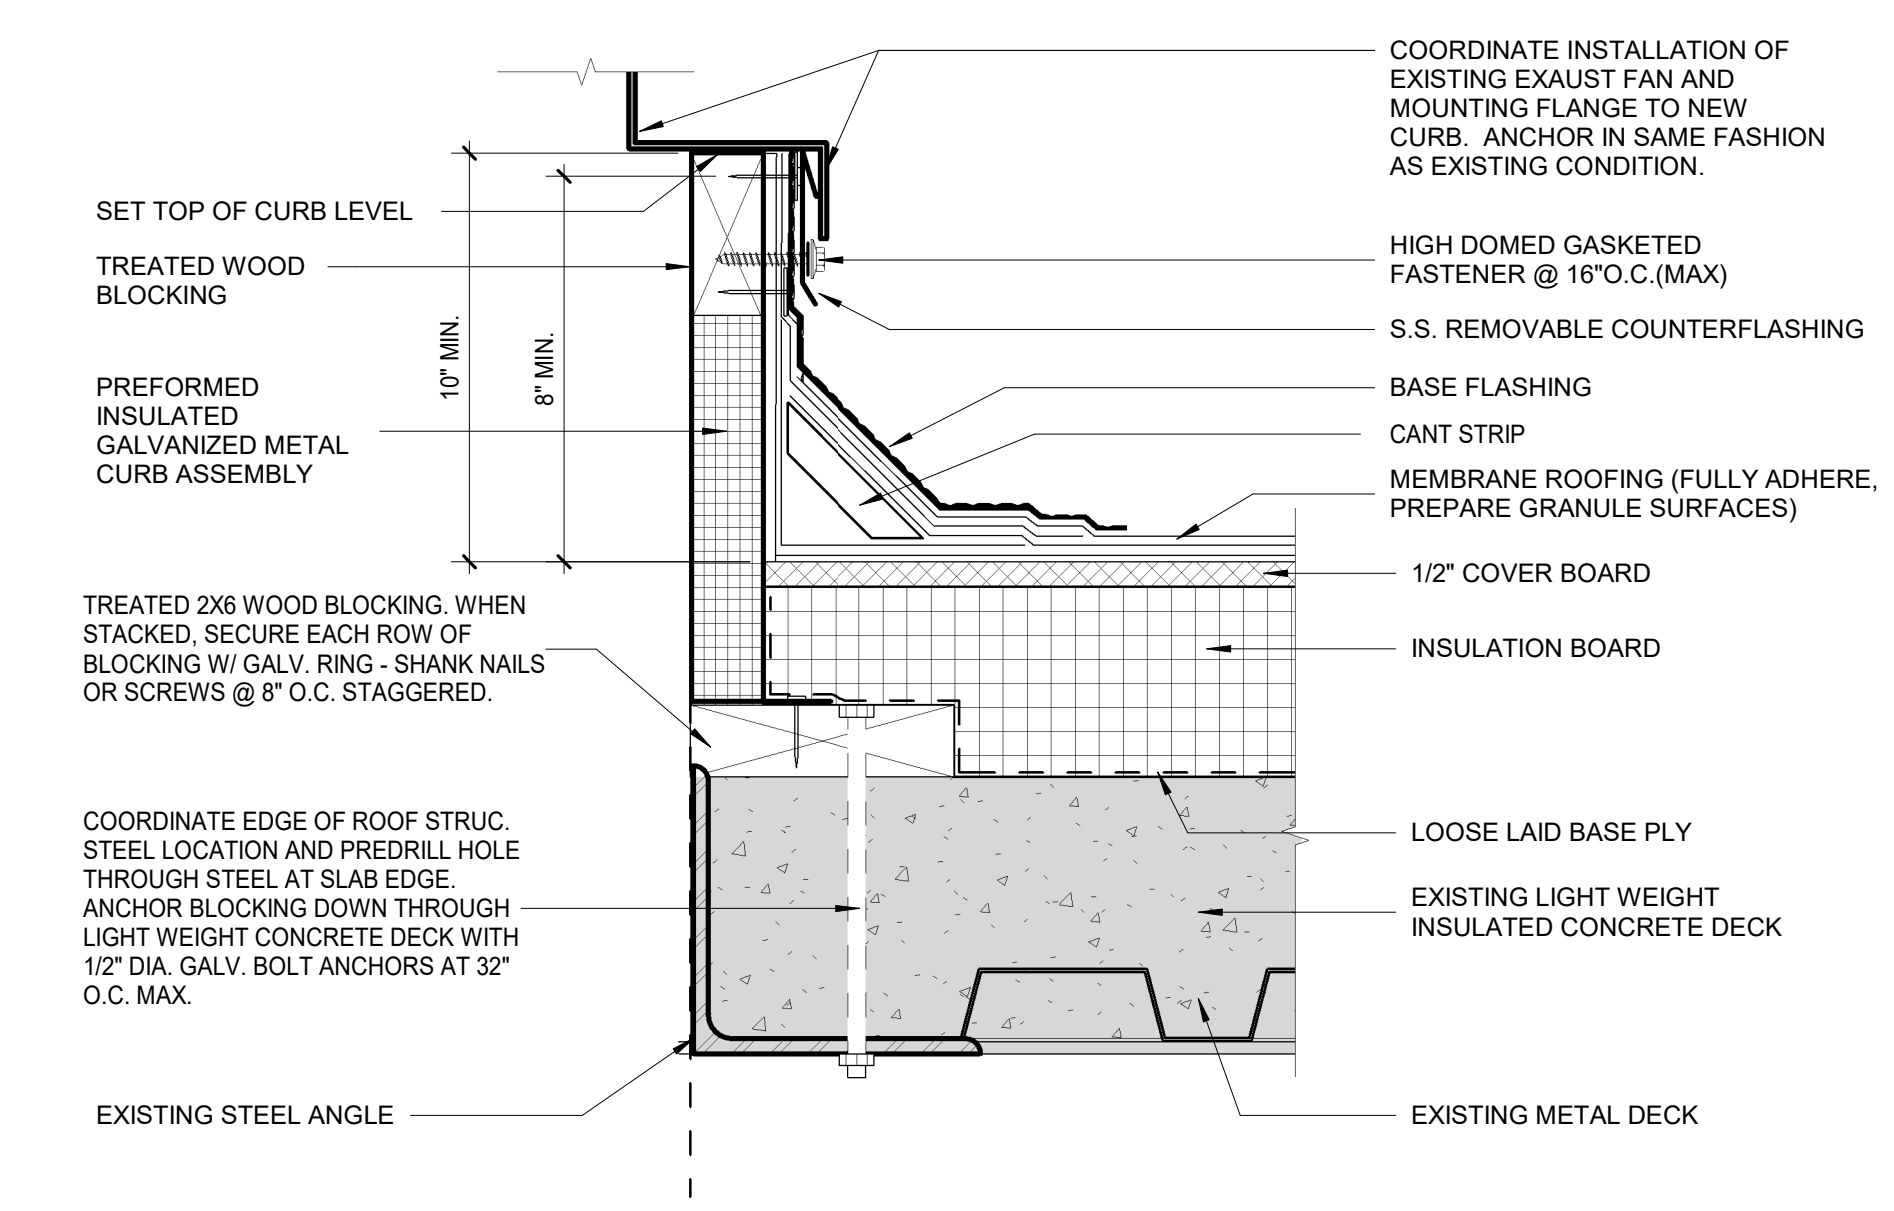 COORDINATE INSTALLATION OF
EXISTING EXAUST FAN AND
MOUNTING FLANGE TO NEW
CURB. ANCHOR IN SAME FASHION
AS EXISTING CONDITION.
SET TOP OF CURB LEVEL
TREATED WOOD
BLOCKING
10" MIN.
8" MIN.
PREFORMED
INSULATED
GALVANIZED METAL
CURB ASSEMBLY
TREATED 2X6 WOOD BLOCKING. WHEN
STACKED, SECURE EACH ROW OF
BLOCKING W/ GALV. RING - SHANK NAILS
OR SCREWS @ 8" O.C. STAGGERED.
COORDINATE EDGE OF ROOF STRUC.
STEEL LOCATION AND PREDRILL HOLE
THROUGH STEEL AT SLAB EDGE.
ANCHOR BLOCKING DOWN THROUGH
LIGHT WEIGHT CONCRETE DECK WITH
1/2" DIA. GALV. BOLT ANCHORS AT 32"
O.C. MAX.
EXISTING STEEL ANGLE
HIGH DOMED GASKETED
FASTENER @ 16"O.C.(MAX)
S.S. REMOVABLE COUNTERFLASHING
BASE FLASHING
CANT STRIP
MEMBRANE ROOFING (FULLY ADHERE,
PREPARE GRANULE SURFACES)
1/2" COVER BOARD
INSULATION BOARD
LOOSE LAID BASE PLY
EXISTING LIGHT WEIGHT
INSULATED CONCRETE DECK
EXISTING METAL DECK